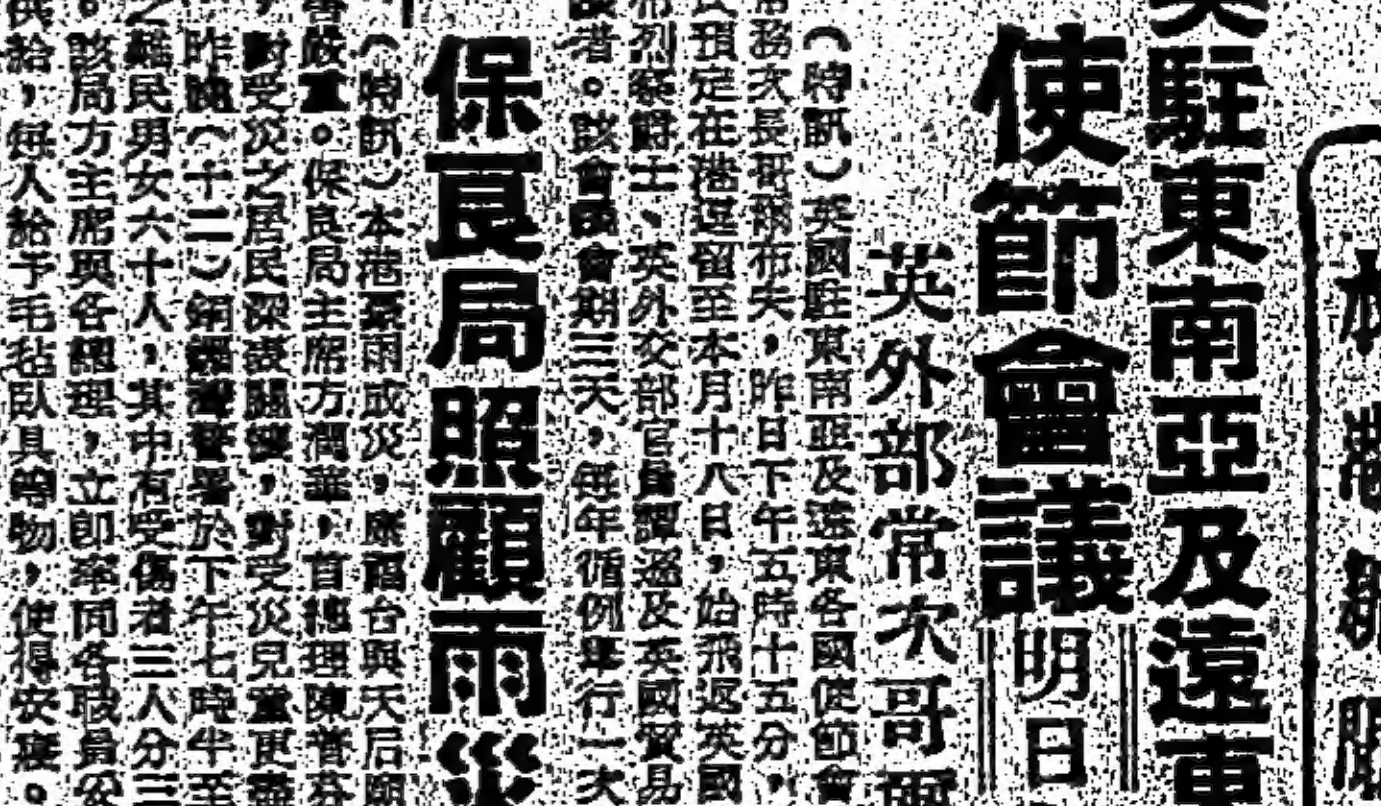 本港新聞
英駐東南亞及遠東
使節會議
明日
英外部常次哥爾
（時訊）英國駐東南亞及遠東各國使節會
常務次長哥爾布夫，昨日下午五時十五分，
預定在港逗留至本月十八日，始飛返英國
列察爵士、英外交部官員譚巡及英國貿易
者。該會議會期三天，每年循例舉行一次
保良局照顧雨災
（特訊）本港豪雨成災，康福台與天后廟
嚴重。保良局主席方潤華，首總理陳普芬
對受災之居民深表關懷，對受災兒童更
昨晚（十二）銅鑼灣警署於下午七時半至
之難民男女六十人，其中有受傷者三人分三
。該局方主席與各總理，立即率同各職員
供給，每人給予毛毡臥具等物，使得安寢。